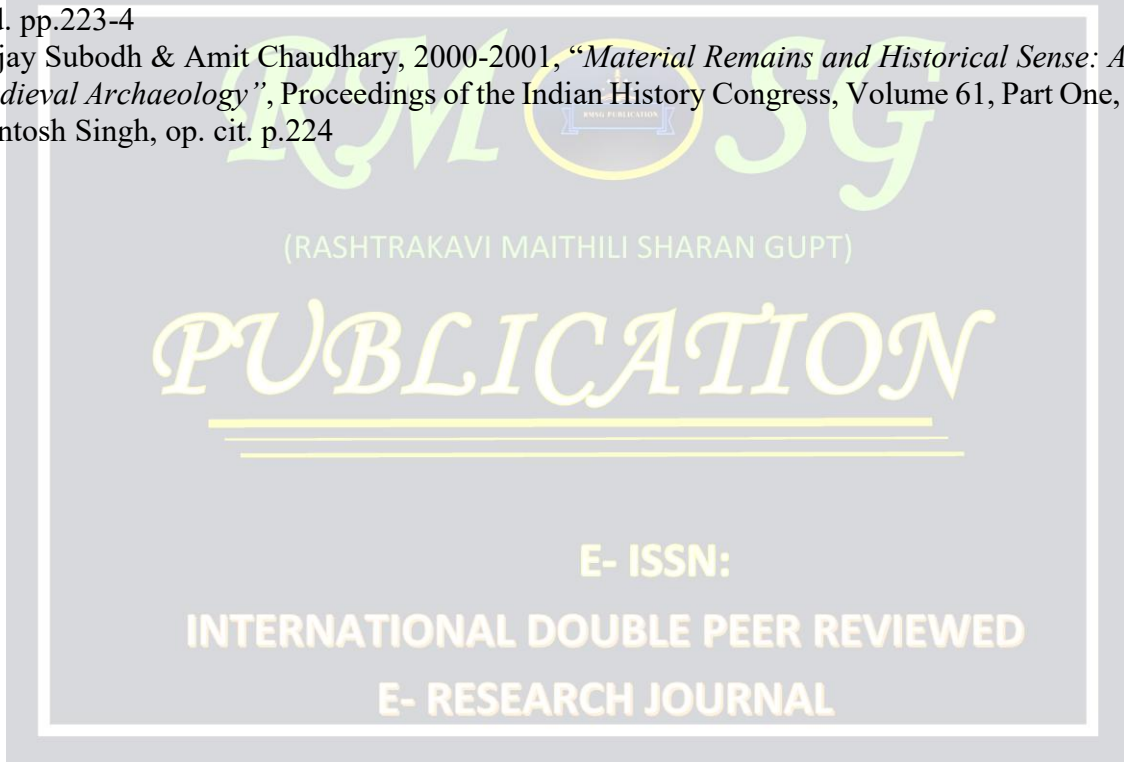 d. pp.223-4
jay Subodh & Amit Chaudhary, 2000-2001, “Material Remains and Historical Sense: A
dieval Archaeology”, Proceedings of the Indian History Congress, Volume 61, Part One,
ntosh Singh, op. cit. p.224
RM SG
RMSG PUBLICATION
(RASHTRAKAVI MAITHILI SHARAN GUPT)
PUBLICATION
E- ISSN:
INTERNATIONAL DOUBLE PEER REVIEWED
E- RESEARCH JOURNAL